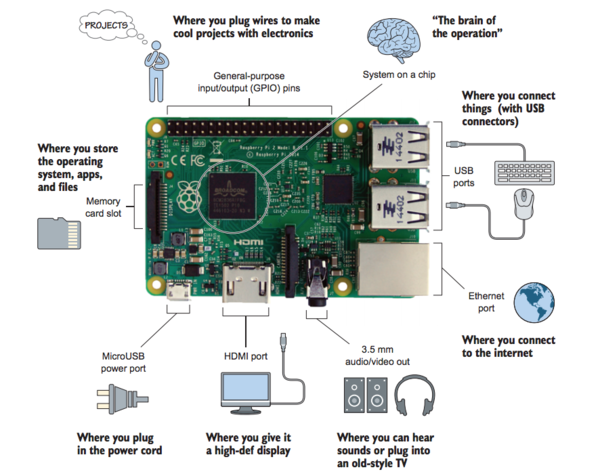 PROJECTS
Where you plug wires to make
cool projects with electronics
"The brain of
the operation"
General-purpose
input/output (GPIO) pins
System on a chip
Where you connect
things (with USB
connectors)
Where you store
the operating
system, apps,
and files
Memory
card slot
Raspberry Pi 2 Model B V1.1
© Raspberry Pi 2014
CE FC
DISPLAY
HDMI
14402
14402
USB
ports
Ethernet
port
Where you connect
to the internet
MicroUSB
power port
HDMI port
3.5 mm
audio/video out
Where you plug
in the power cord
Where you give it
a high-def display
Where you can hear
sounds or plug into
an old-style TV